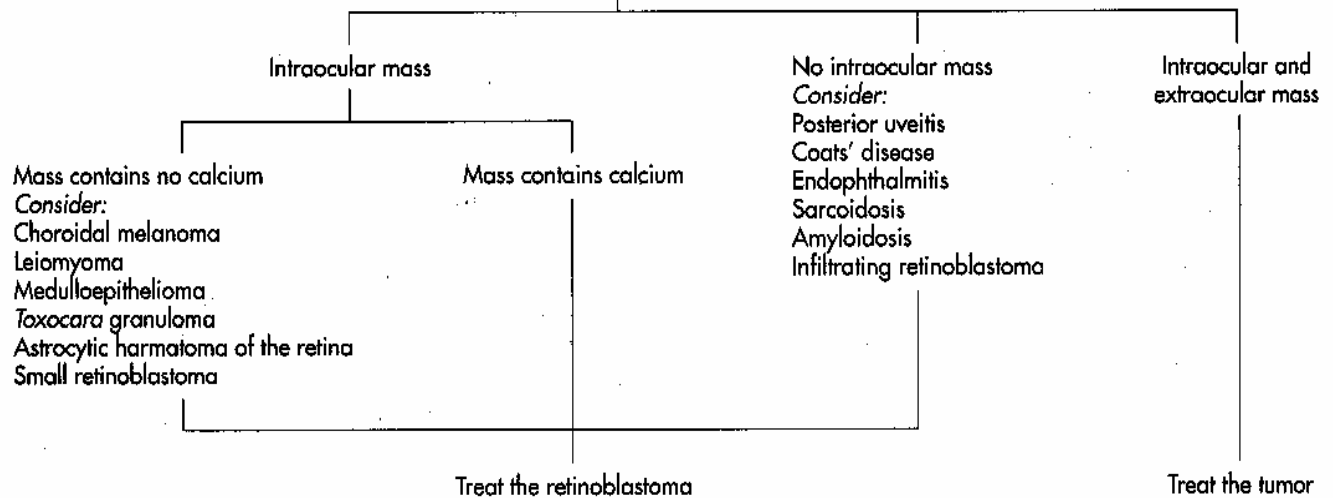 Intraocular mass
Mass contains no calcium
Consider:
Choroidal melanoma
Leiomyoma
Medulloepithelioma
Toxocara granuloma
Astrocytic harmatoma of the retina
Small retinoblastoma
Mass contains calcium
No intraocular mass
Consider:
Posterior uveitis
Coats' disease
Endophthalmitis
Sarcoidosis
Amyloidosis
Infiltrating retinoblastoma
Intraocular and
extraocular mass
Treat the retinoblastoma
Treat the tumor